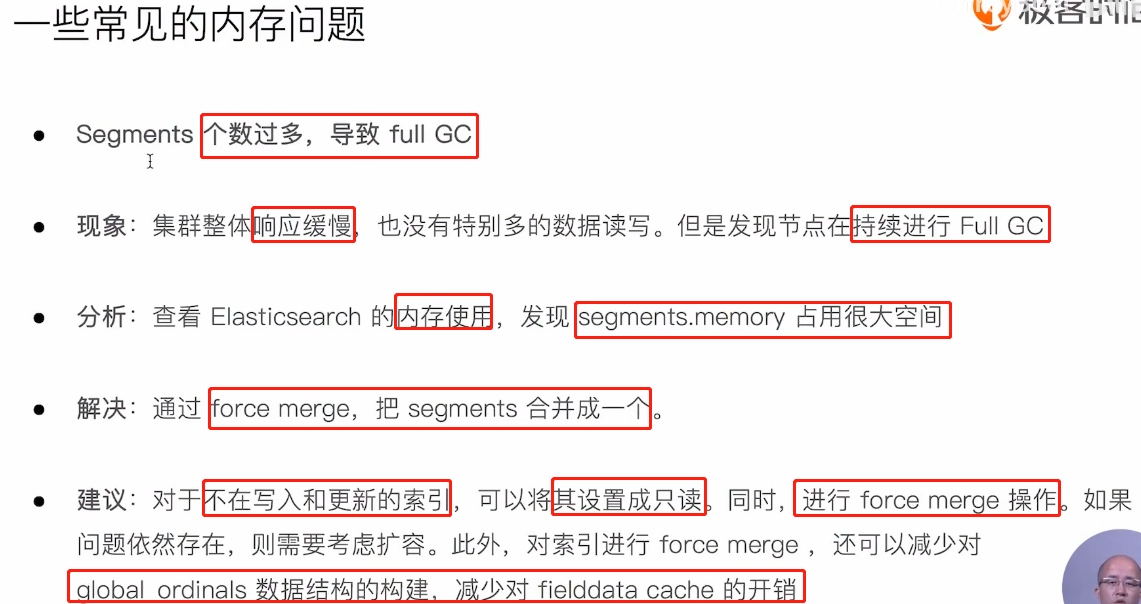 一些常见的内存问题
极客时间
Segments 个数过多，导致 full GC
现象：集群整体响应缓慢，也没有特别多的数据读写。但是发现节点在持续进行 Full GC
分析：查看 Elasticsearch 的内存使用，发现 segments.memory 占用很大空间
解决：通过 force merge，把 segments 合并成一个。
建议：对于不在写入和更新的索引，可以将其设置成只读。同时，进行 force merge 操作。如果
问题依然存在，则需要考虑扩容。此外，对索引进行 force merge ，还可以减少对
global_ordinals 数据结构的构建，减少对 fielddata cache 的开销